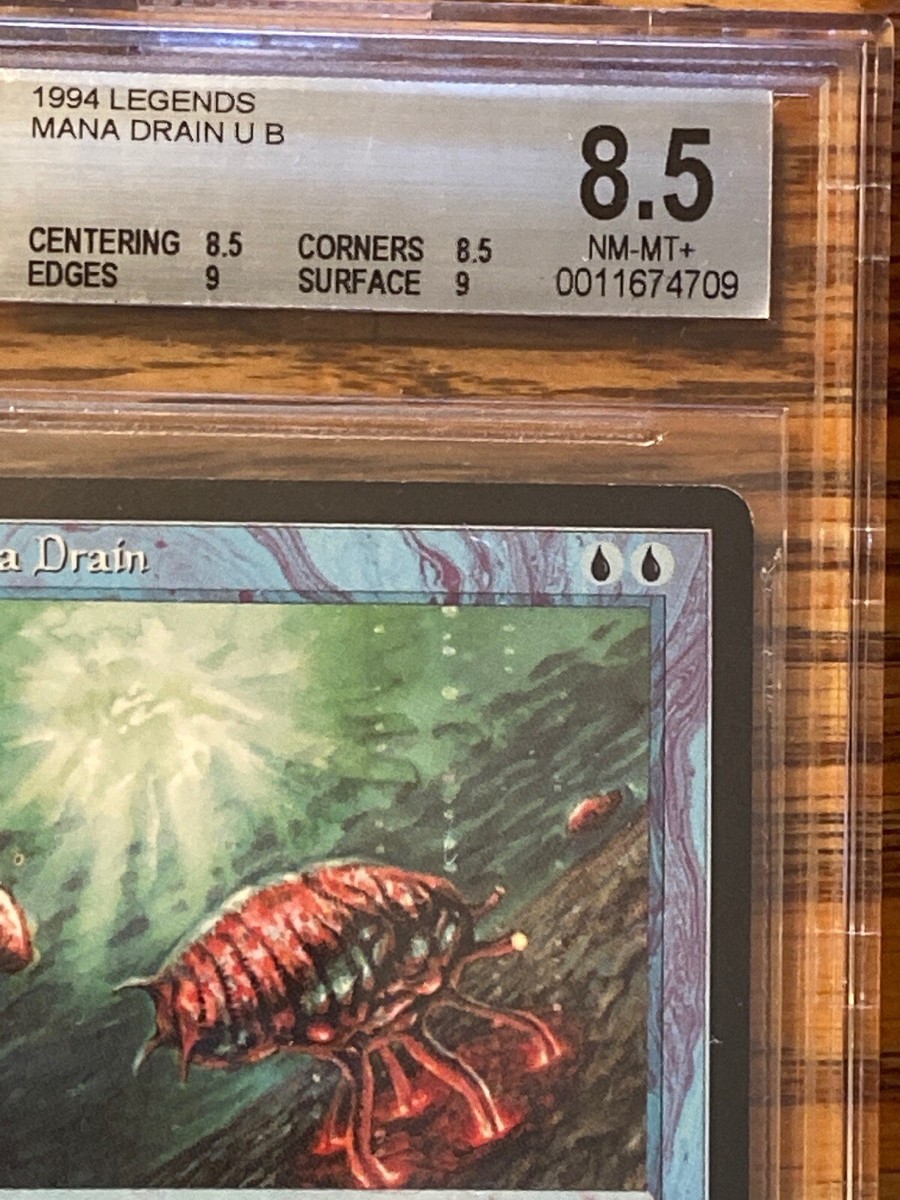 1994 LEGENDS
MANA DRAIN U B
8.5
NM-MT+
0011674709
CENTERING 8.5 CORNERS 8.5
EDGES 9 SURFACE 9
a Drain